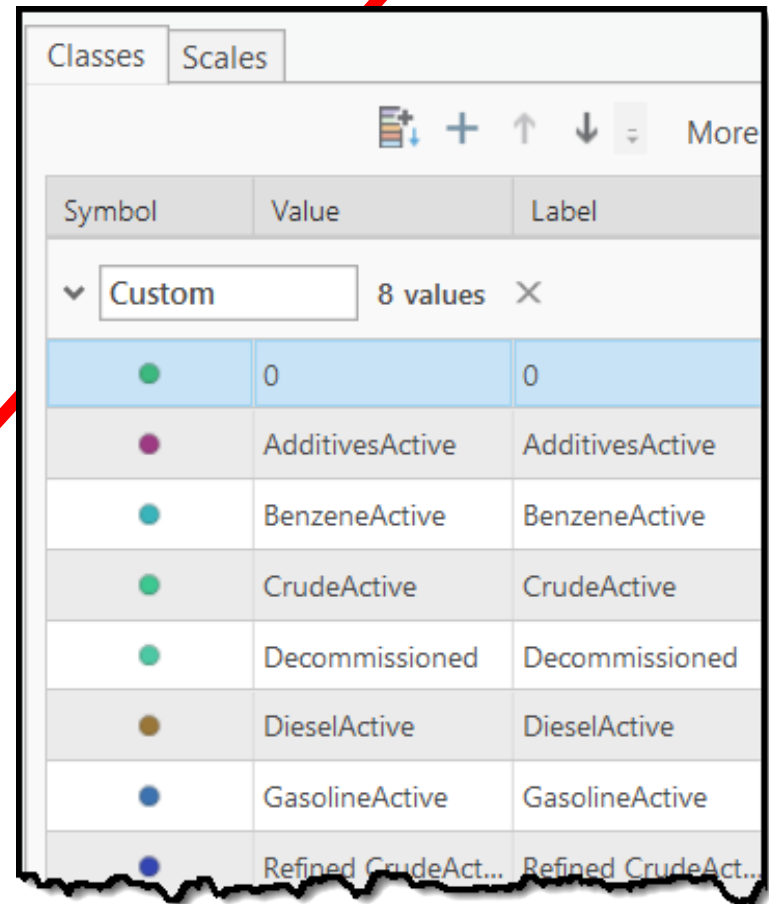 Classes Scales
More
Symbol Value Label
Custom 8 values
0 0
AdditivesActive AdditivesActive
BenzeneActive BenzeneActive
CrudeActive CrudeActive
Decommissioned Decommissioned
DieselActive DieselActive
GasolineActive GasolineActive
Refined CrudeAct... Refined CrudeAct...